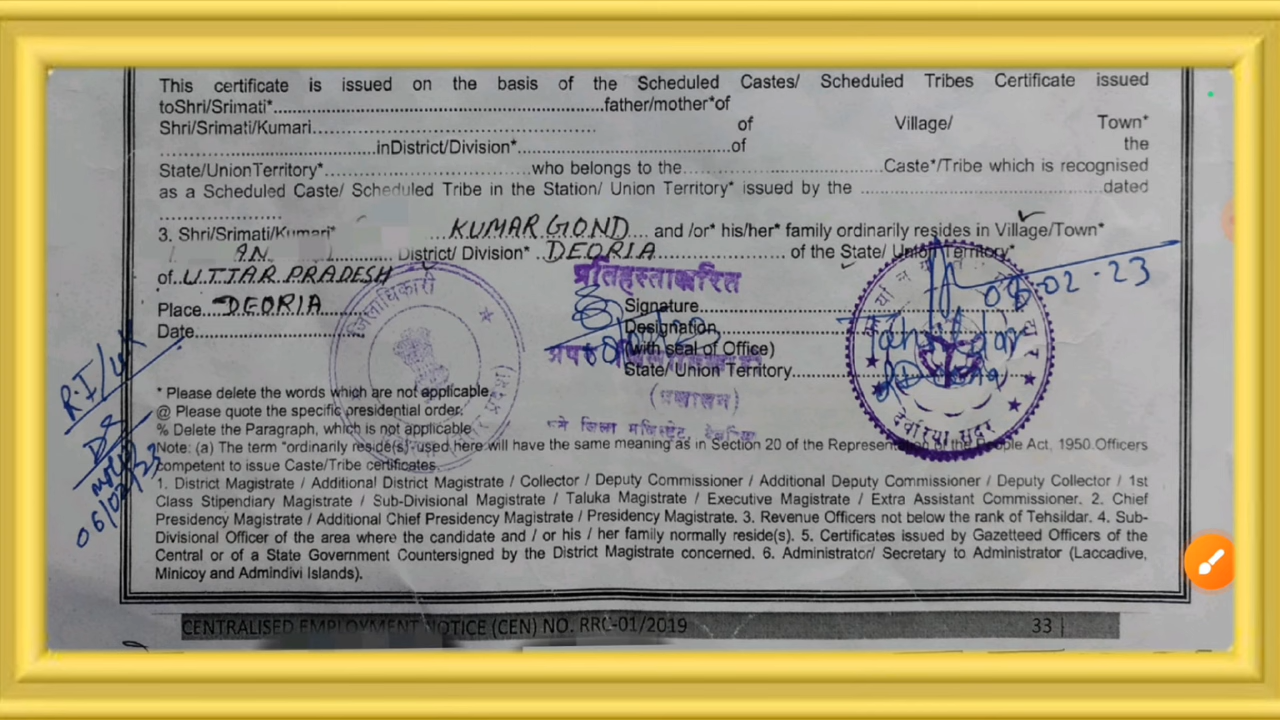 This certificate is issued on the basis of the Scheduled Castes/ Scheduled Tribes Certificate issued
toShri/Srimati*..........................................................father/mother*of
Shri/Srimati/Kumari.................................................. of Village/ Town*
......................................inDistrict/Division*......................................of the
State/UnionTerritory*....................................who belongs to the....................................Caste*/Tribe which is recognised
as a Scheduled Caste/ Scheduled Tribe in the Station/ Union Territory* issued by the ..........................................dated
.....................
3. Shri/Srimati/Kumari* KUMAR GOND and /or* his/her* family ordinarily resides in Village/Town*
District/ Division* DEORIA of the State/ Union Territory*
of UTTAR PRADESH
प्रतिहस्ताक्षरित
Place DEORIA
Signature
06-02-23
Date
Designation
Tahsildar
(with seal of Office)
State/ Union Territory
जिलाधिकारी
(प्रशासन)
देवरिया सदर
R.I/
06/02/23
* Please delete the words which are not applicable.
@ Please quote the specific presidential order.
% Delete the Paragraph, which is not applicable
Note: (a) The term "ordinarily reside(s)" used here will have the same meaning as in Section 20 of the Representation of the People Act, 1950.Officers
competent to issue Caste/Tribe certificates.
1. District Magistrate / Additional District Magistrate / Collector / Deputy Commissioner / Additional Deputy Commissioner / Deputy Collector / 1st
Class Stipendiary Magistrate / Sub-Divisional Magistrate / Taluka Magistrate / Executive Magistrate / Extra Assistant Commissioner. 2. Chief
Presidency Magistrate / Additional Chief Presidency Magistrate / Presidency Magistrate. 3. Revenue Officers not below the rank of Tehsildar. 4. Sub-
Divisional Officer of the area where the candidate and / or his / her family normally reside(s). 5. Certificates issued by Gazetteed Officers of the
Central or of a State Government Countersigned by the District Magistrate concerned. 6. Administrator/ Secretary to Administrator (Laccadive,
Minicoy and Admindivi Islands).
CENTRALISED EMPLOYMENT NOTICE (CEN) NO. RRC-01/2019 33 |